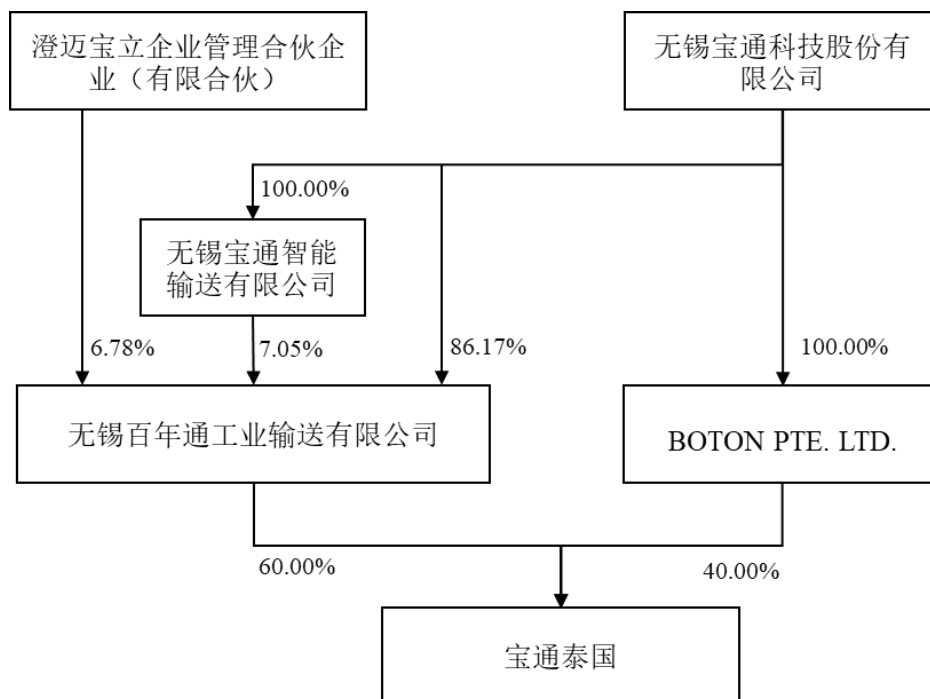 澄迈宝立企业管理合伙企
业（有限合伙）
无锡宝通科技股份有
限公司
100.00%
无锡宝通智能
输送有限公司
6.78%
7.05%
86.17%
100.00%
无锡百年通工业输送有限公司
BOTON PTE. LTD.
60.00%
40.00%
宝通泰国